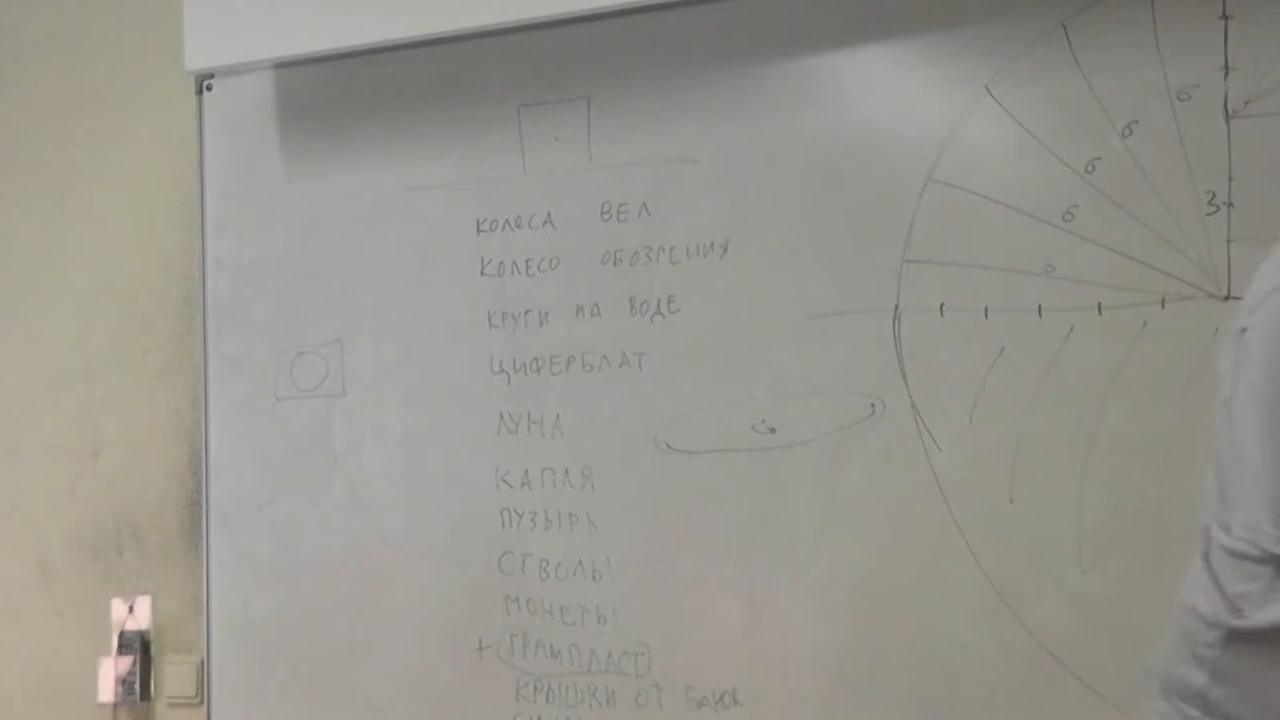 КОЛЕСА ВЕЛ
КОЛЕСО ОБОЗРЕНИЯ
КРУГИ НА ВОДЕ
ЦИФЕРБЛАТ
ЛУНА
КАПЛЯ
ПУЗЫРЬ
СТВОЛЫ
МОНЕТЫ
+ ГРАМПЛАСТ
КРЫШКИ ОТ БАНОК
6
6
6
6
3